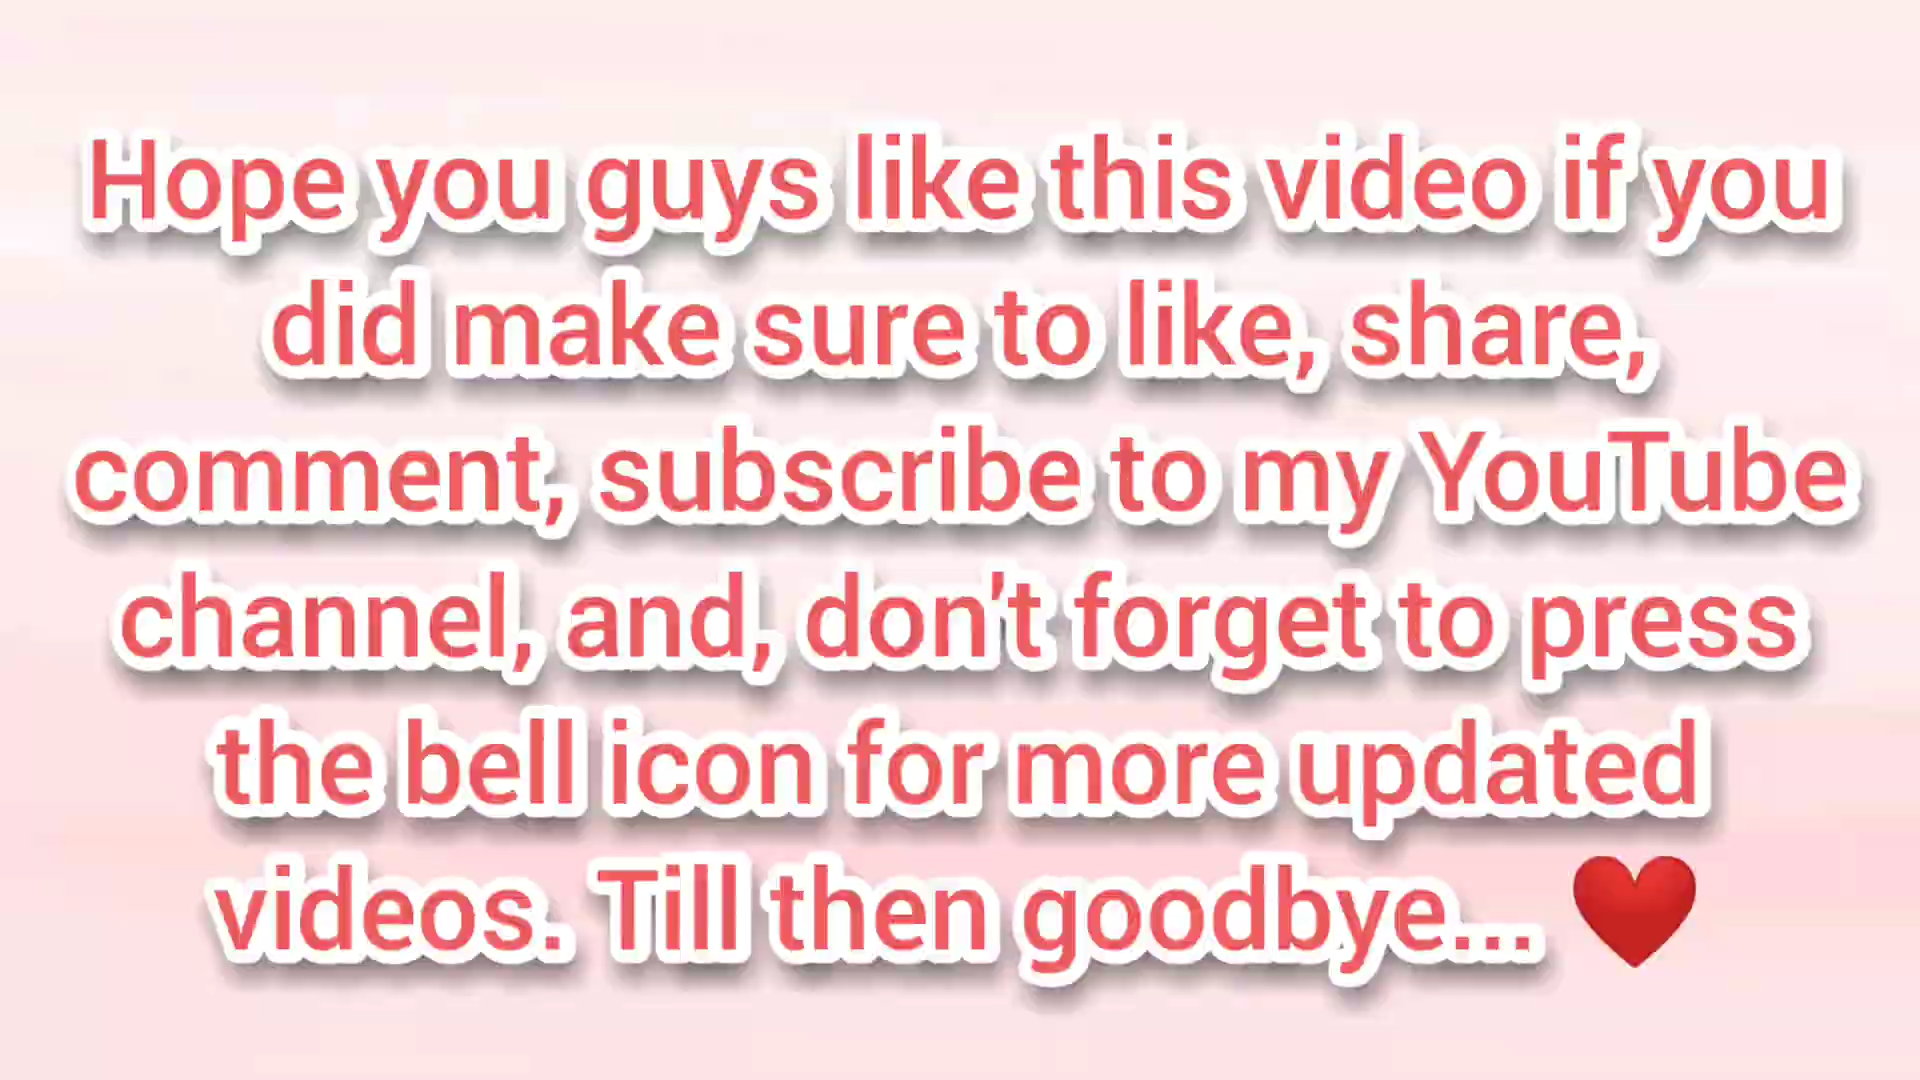 Hope you guys like this video if you
did make sure to like, share,
comment, subscribe to my YouTube
channel, and, don't forget to press
the bell icon for more updated
videos. Till then goodbye... ❤️